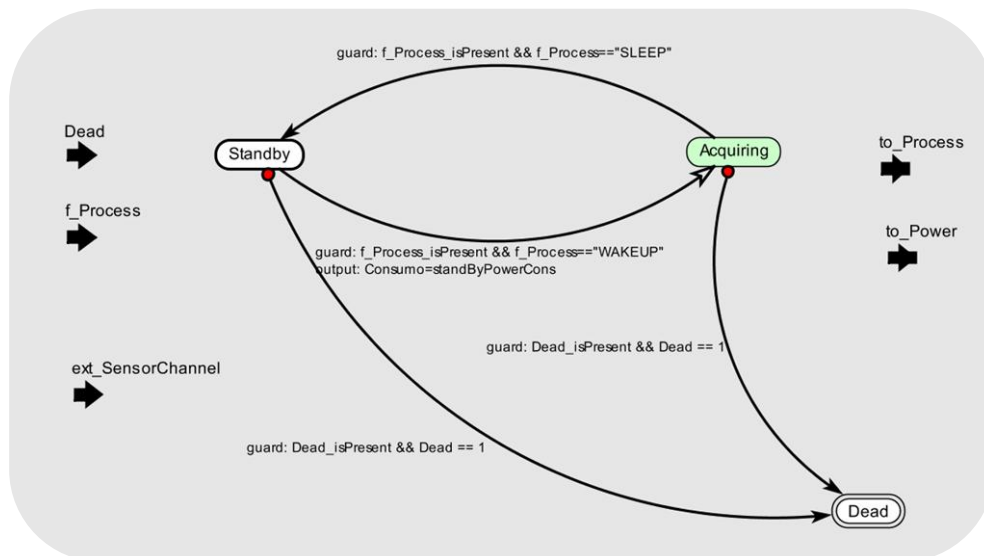 guard: f_Process_isPresent && f_Process=="SLEEP"
Dead
Standby
Acquiring
to_Process
f_Process
to_Power
guard: f_Process_isPresent && f_Process=="WAKEUP"
output: Consumo=standByPowerCons
guard: Dead_isPresent && Dead == 1
ext_SensorChannel
guard: Dead_isPresent && Dead == 1
Dead